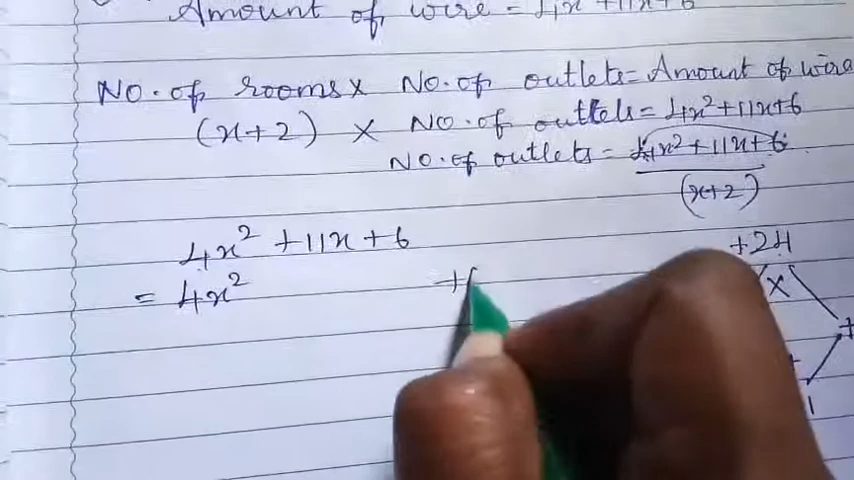 Amount of wire = 4x² + 11x + 6
No. of rooms x No. of outlets = Amount of wire
(x+2) x No. of outlets = 4x² + 11x + 6
No. of outlets = 4x² + 11x + 6
(x+2)
4x² + 11x + 6
+24
= 4x² +
x
+
1